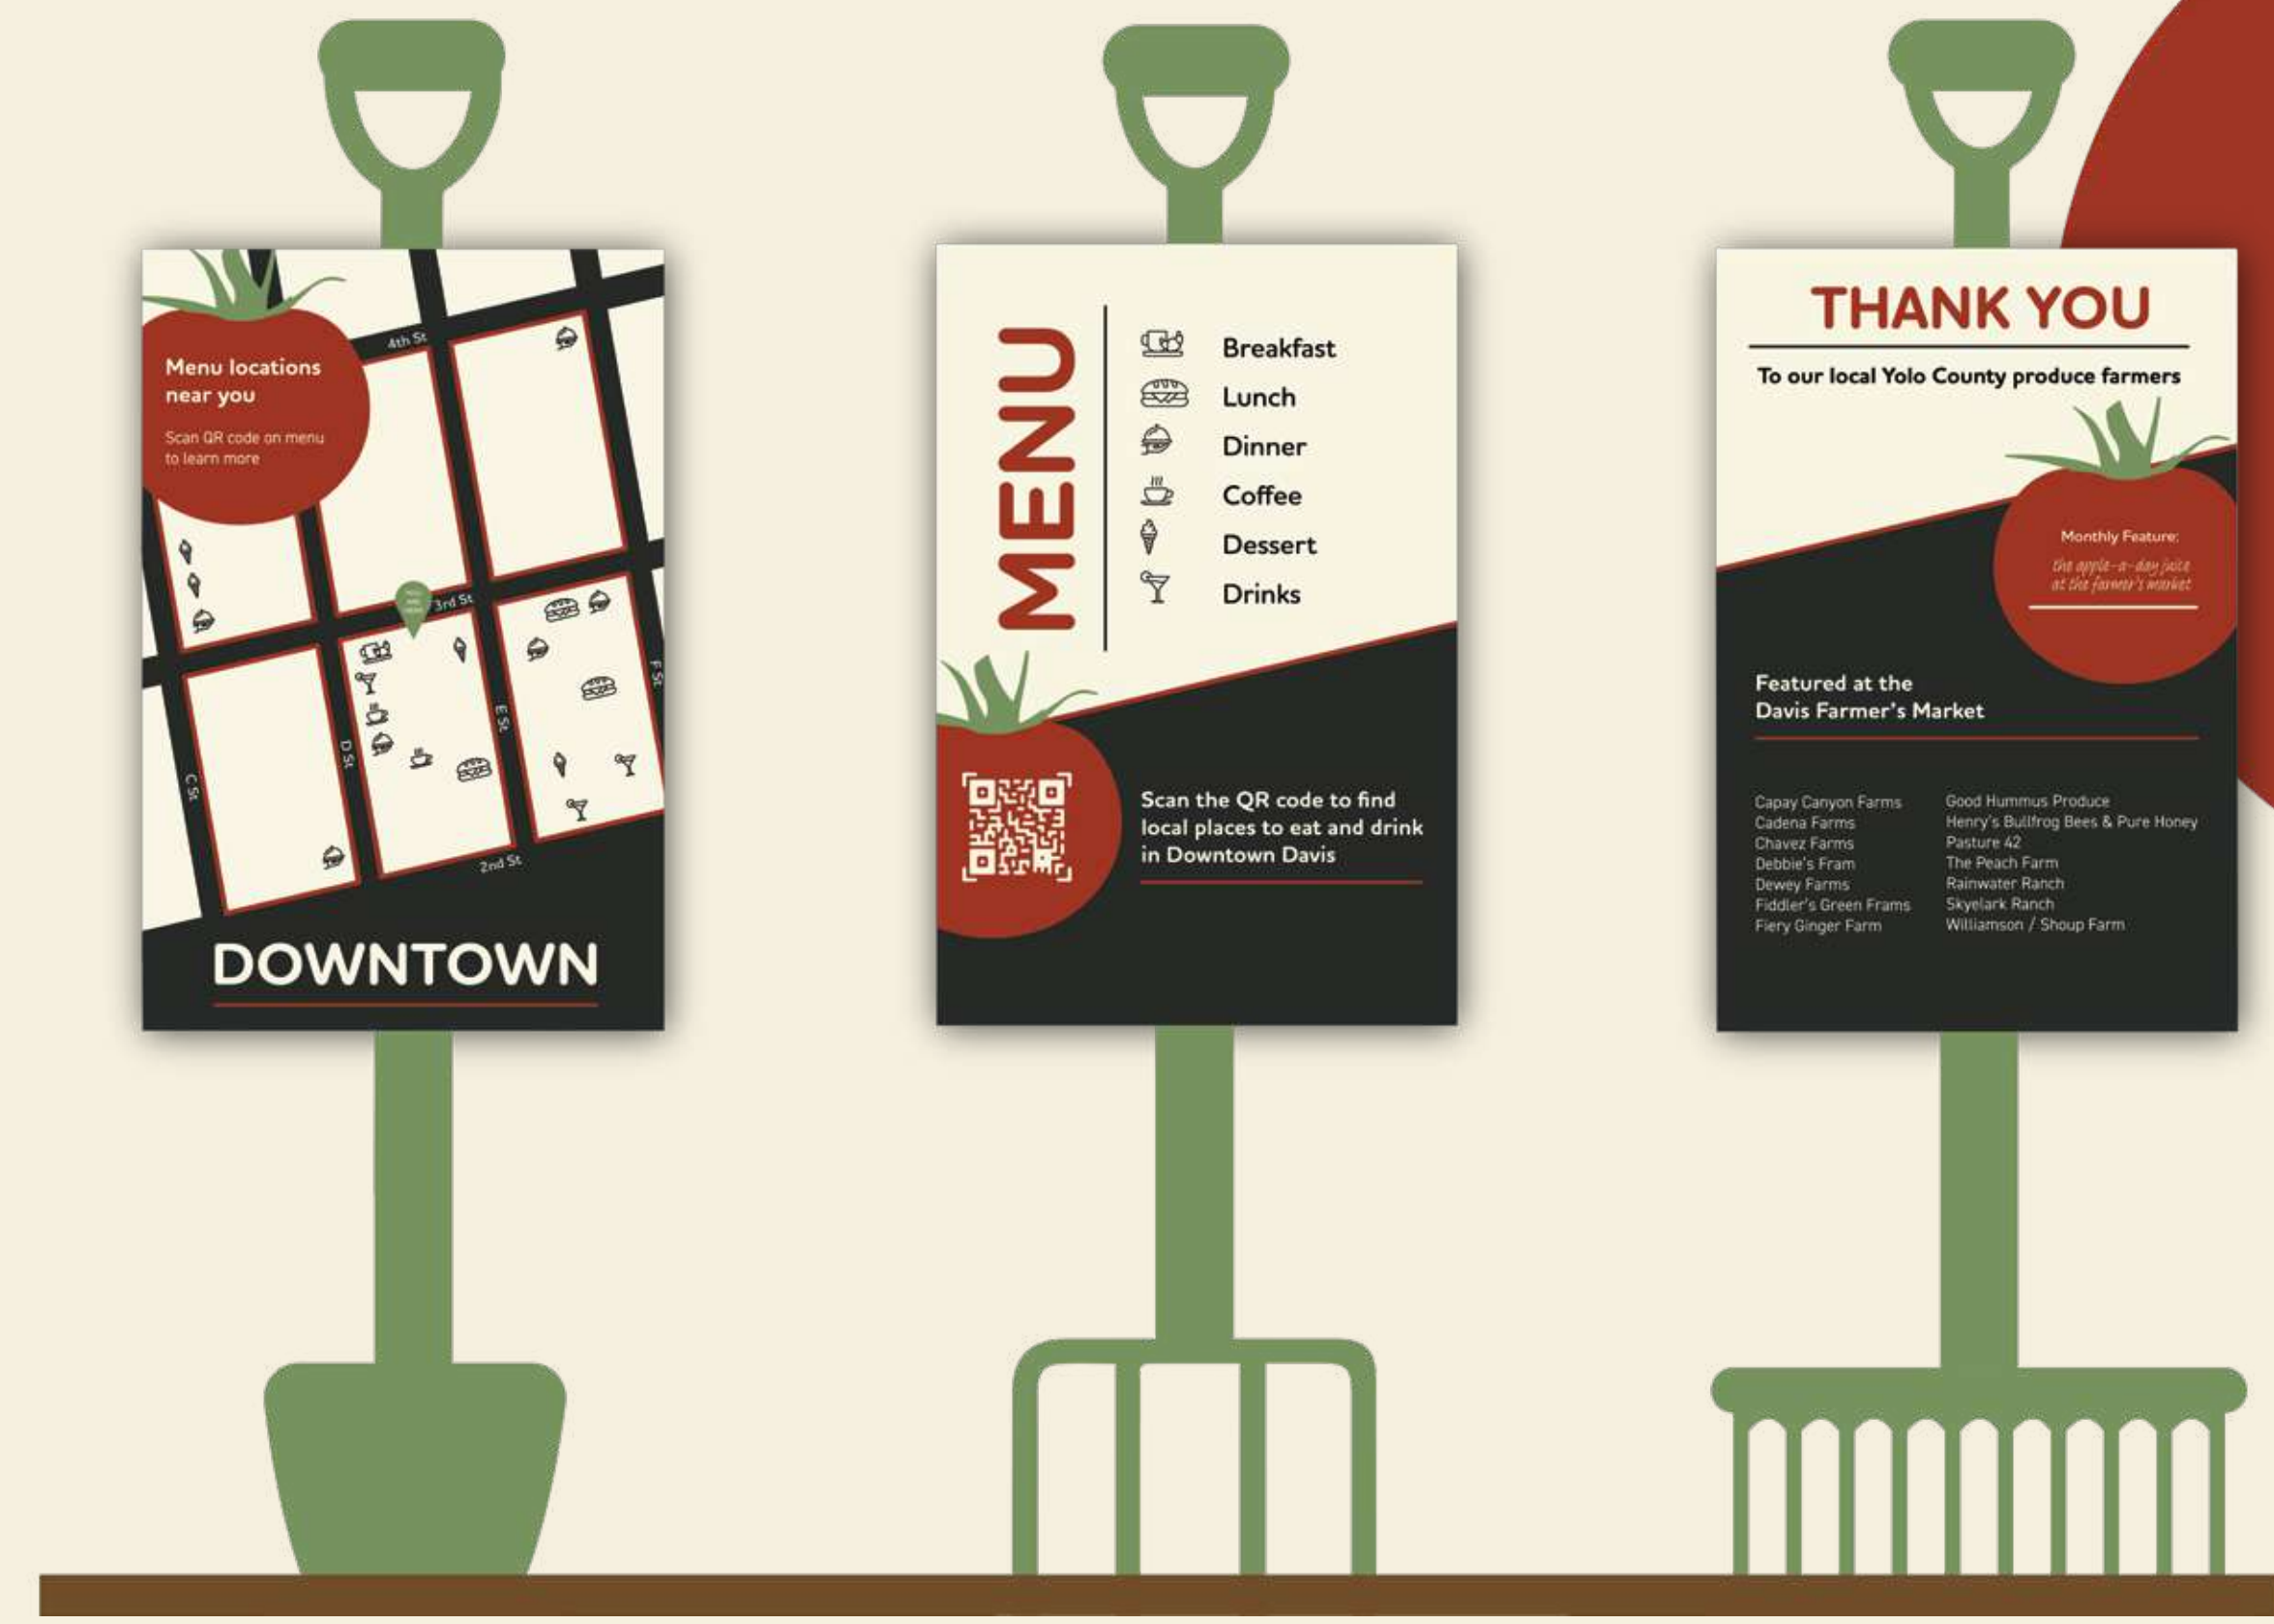 Menu locations
near you
Scan QR code on menu
to learn more
4th St
3rd St
YOU
ARE
HERE
F St
E St
D St
C St
2nd St
DOWNTOWN
MENU
Breakfast
Lunch
Dinner
Coffee
Dessert
Drinks
Scan the QR code to find
local places to eat and drink
in Downtown Davis
THANK YOU
To our local Yolo County produce farmers
Monthly Feature:
the apple-a-day juice
at the farmer's market
Featured at the
Davis Farmer's Market
Capay Canyon Farms
Cadena Farms
Chavez Farms
Debbie's Fram
Dewey Farms
Fiddler's Green Frams
Fiery Ginger Farm
Good Hummus Produce
Henry's Bullfrog Bees & Pure Honey
Pasture 42
The Peach Farm
Rainwater Ranch
Skyelark Ranch
Williamson / Shoup Farm